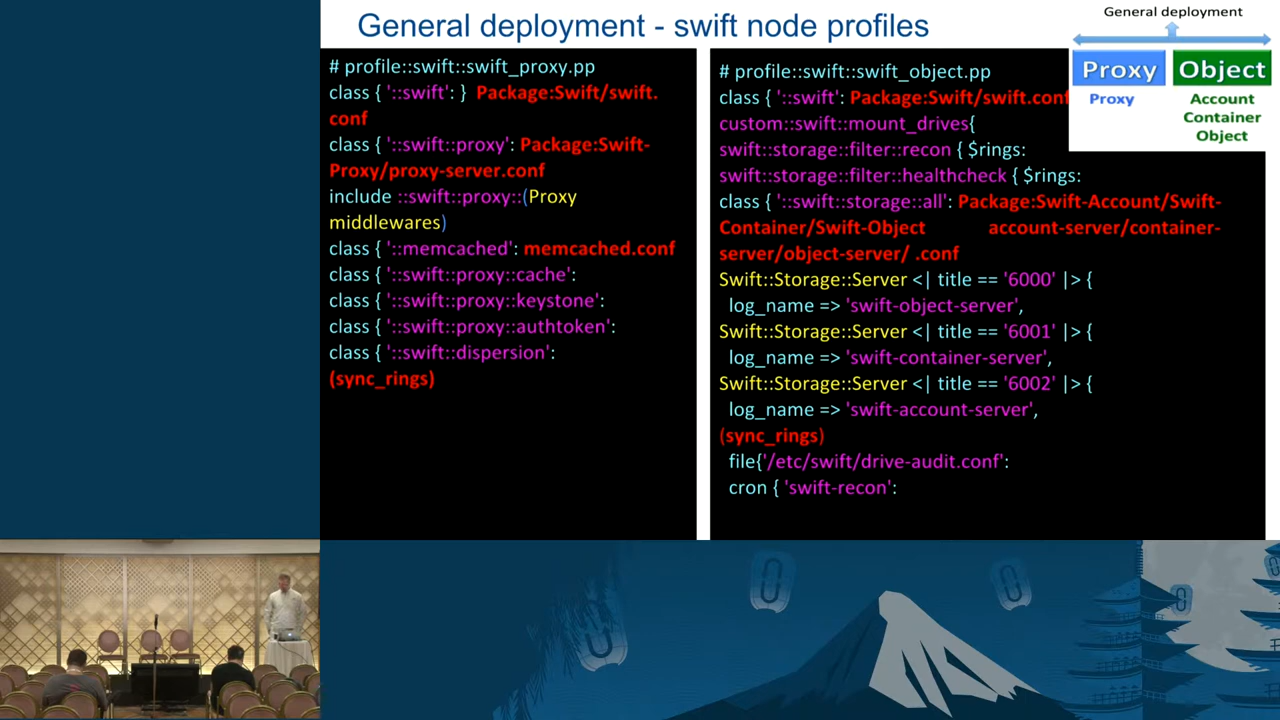 General deployment - swift node profiles
# profile::swift::swift_proxy.pp
class { '::swift': }  Package:Swift/swift.
conf
class { '::swift::proxy': Package:Swift-
Proxy/proxy-server.conf
include ::swift::proxy::(Proxy
middlewares)
class { '::memcached': memcached.conf
class { '::swift::proxy::cache':
class { '::swift::proxy::keystone':
class { '::swift::proxy::authtoken':
class { '::swift::dispersion':
(sync_rings)
# profile::swift::swift_object.pp
class { '::swift': Package:Swift/swift.conf
custom::swift::mount_drives{
swift::storage::filter::recon { $rings:
swift::storage::filter::healthcheck { $rings:
class { '::swift::storage::all': Package:Swift-Account/Swift-
Container/Swift-Object account-server/container-
server/object-server/ .conf
Swift::Storage::Server <| title == '6000' |> {
log_name => 'swift-object-server',
Swift::Storage::Server <| title == '6001' |> {
log_name => 'swift-container-server',
Swift::Storage::Server <| title == '6002' |> {
log_name => 'swift-account-server',
(sync_rings)
file{'/etc/swift/drive-audit.conf':
cron { 'swift-recon':
General deployment
Proxy
Object
Proxy
Account
Container
Object